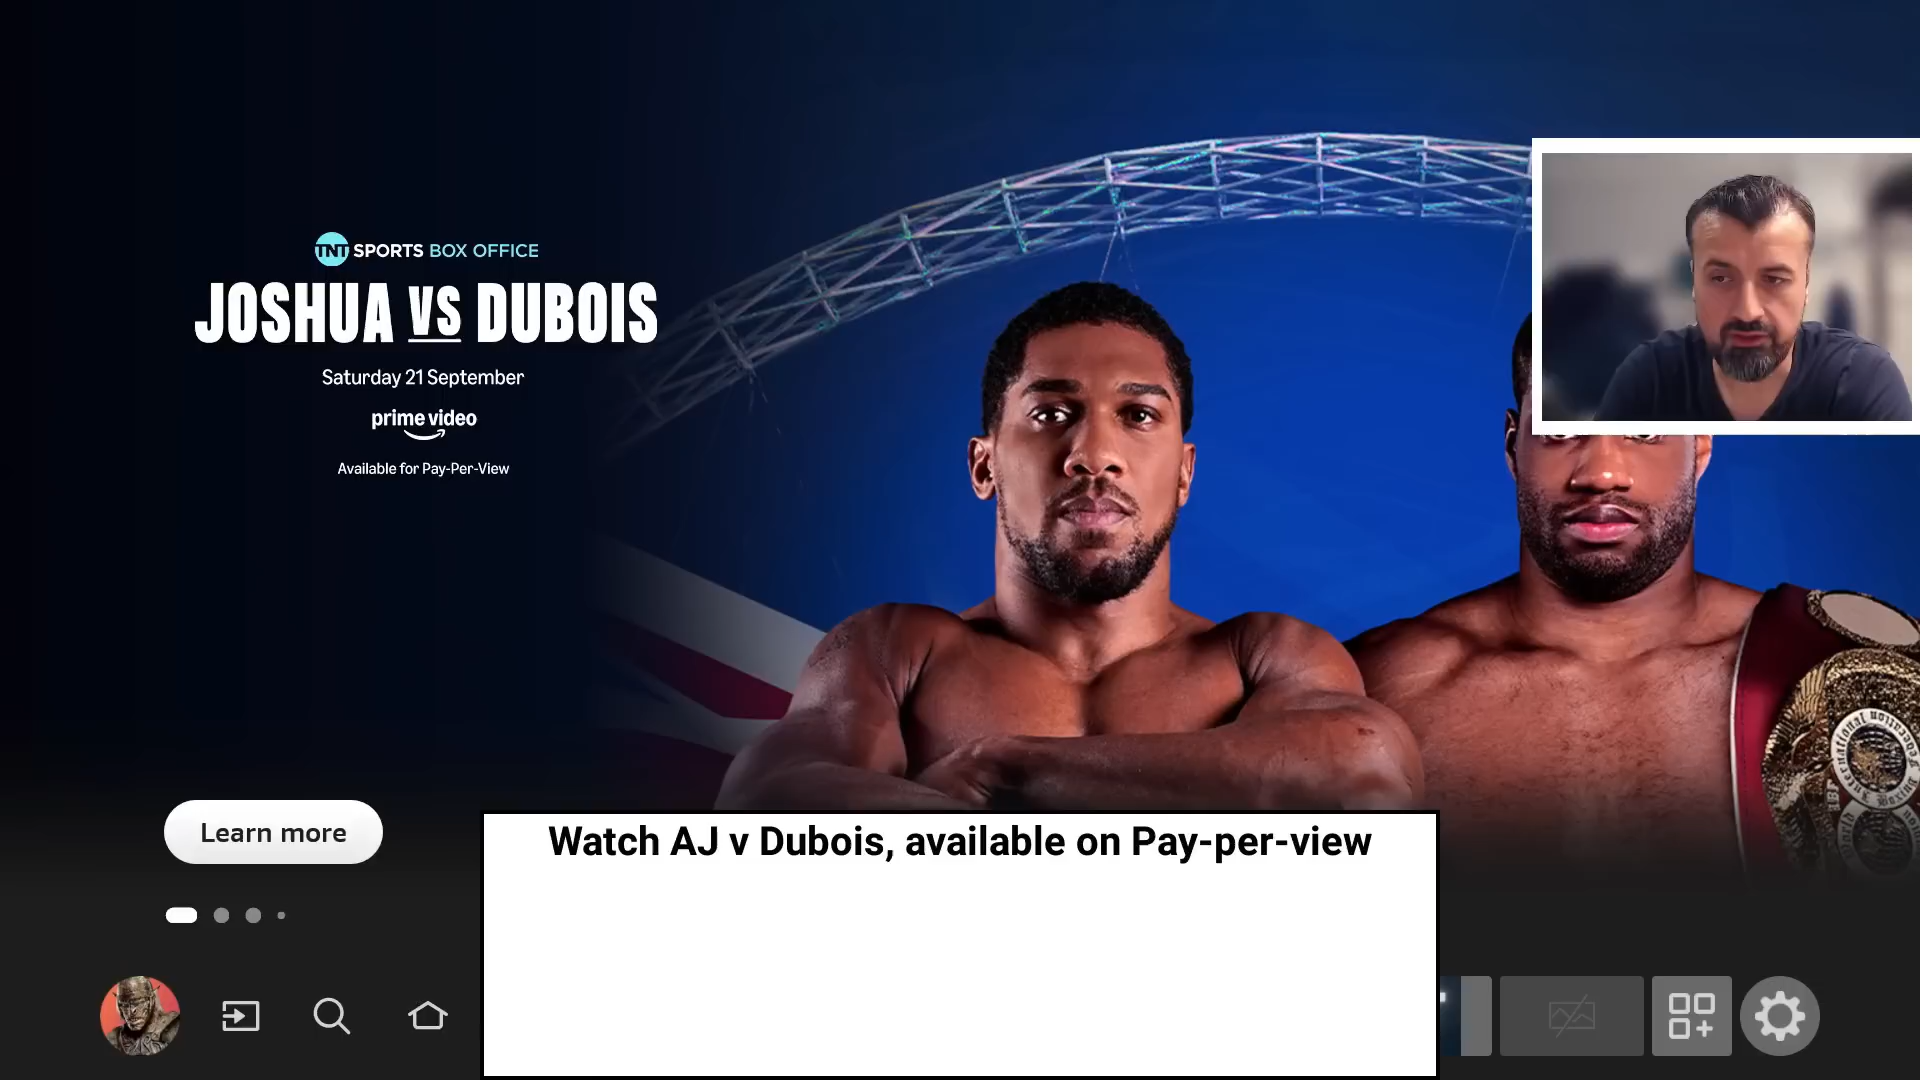 TNT SPORTS BOX OFFICE
JOSHUA VS DUBOIS
Saturday 21 September
prime video
Available for Pay-Per-View
Learn more
Watch AJ v Dubois, available on Pay-per-view